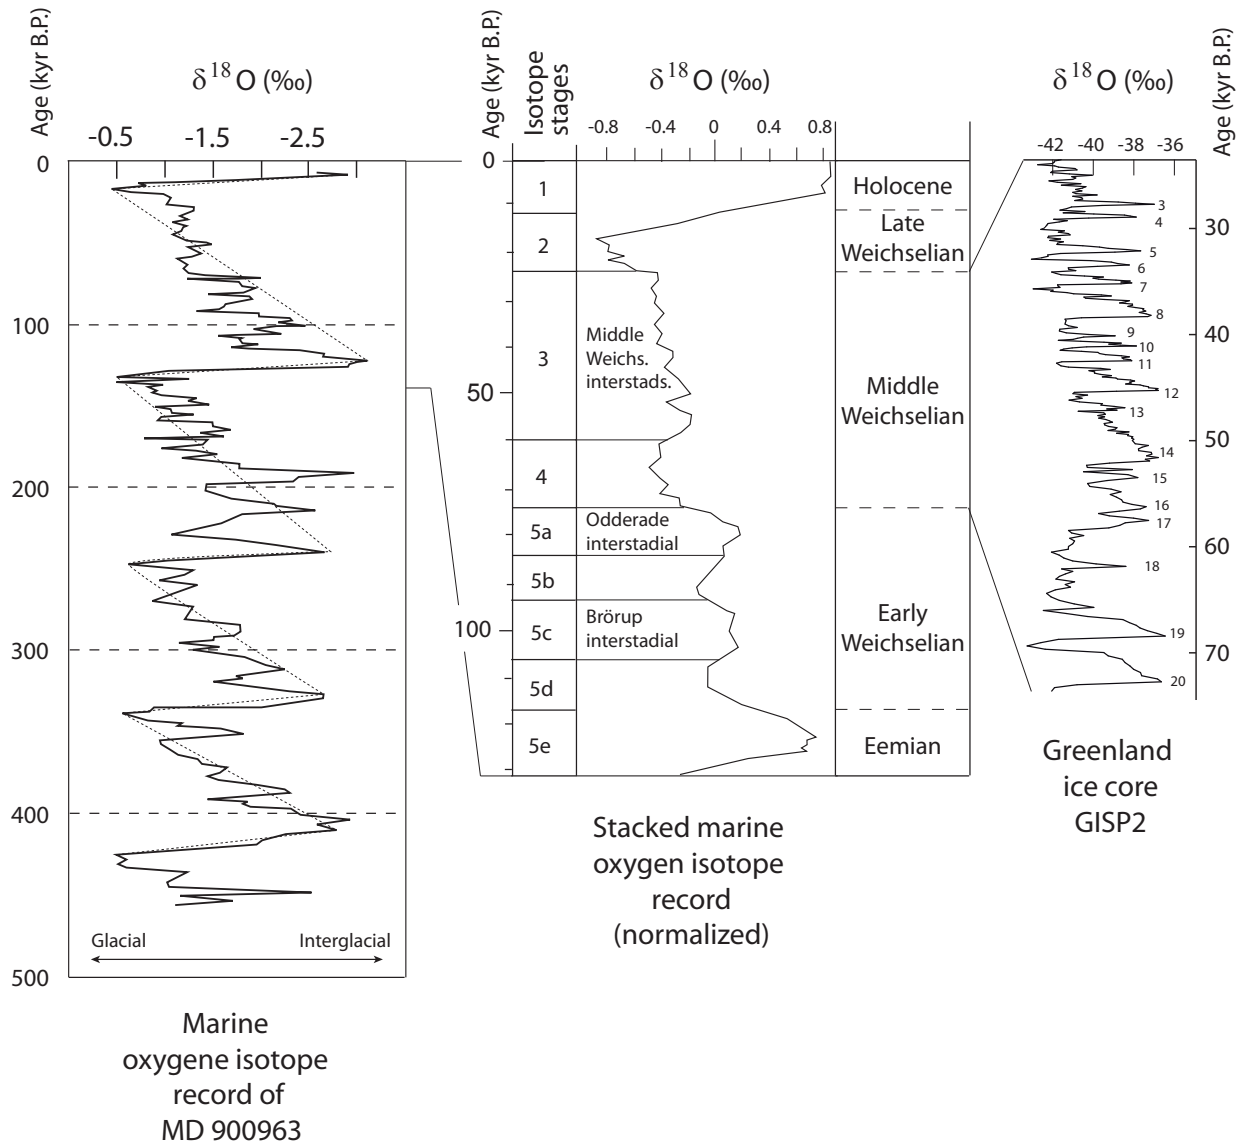 Age (kyr B.P.)
δ¹⁸O (‰)
-0.5 -1.5 -2.5
0
100
200
300
400
500
Glacial Interglacial
Marine
oxygene isotope
record of
MD 900963
Age (kyr B.P.)
Isotope
stages
δ¹⁸O (‰)
-0.8 -0.4 0 0.4 0.8
0
50
100
1
2
3
4
5a
5b
5c
5d
5e
Middle
Weichs.
interstads.
Odderade
interstadial
Brörup
interstadial
Holocene
Late
Weichselian
Middle
Weichselian
Early
Weichselian
Eemian
Stacked marine
oxygen isotope
record
(normalized)
δ¹⁸O (‰)
Age (kyr B.P.)
-42 -40 -38 -36
3
4
5
6
7
8
9
10
11
12
13
14
15
16
17
18
19
20
30
40
50
60
70
Greenland
ice core
GISP2